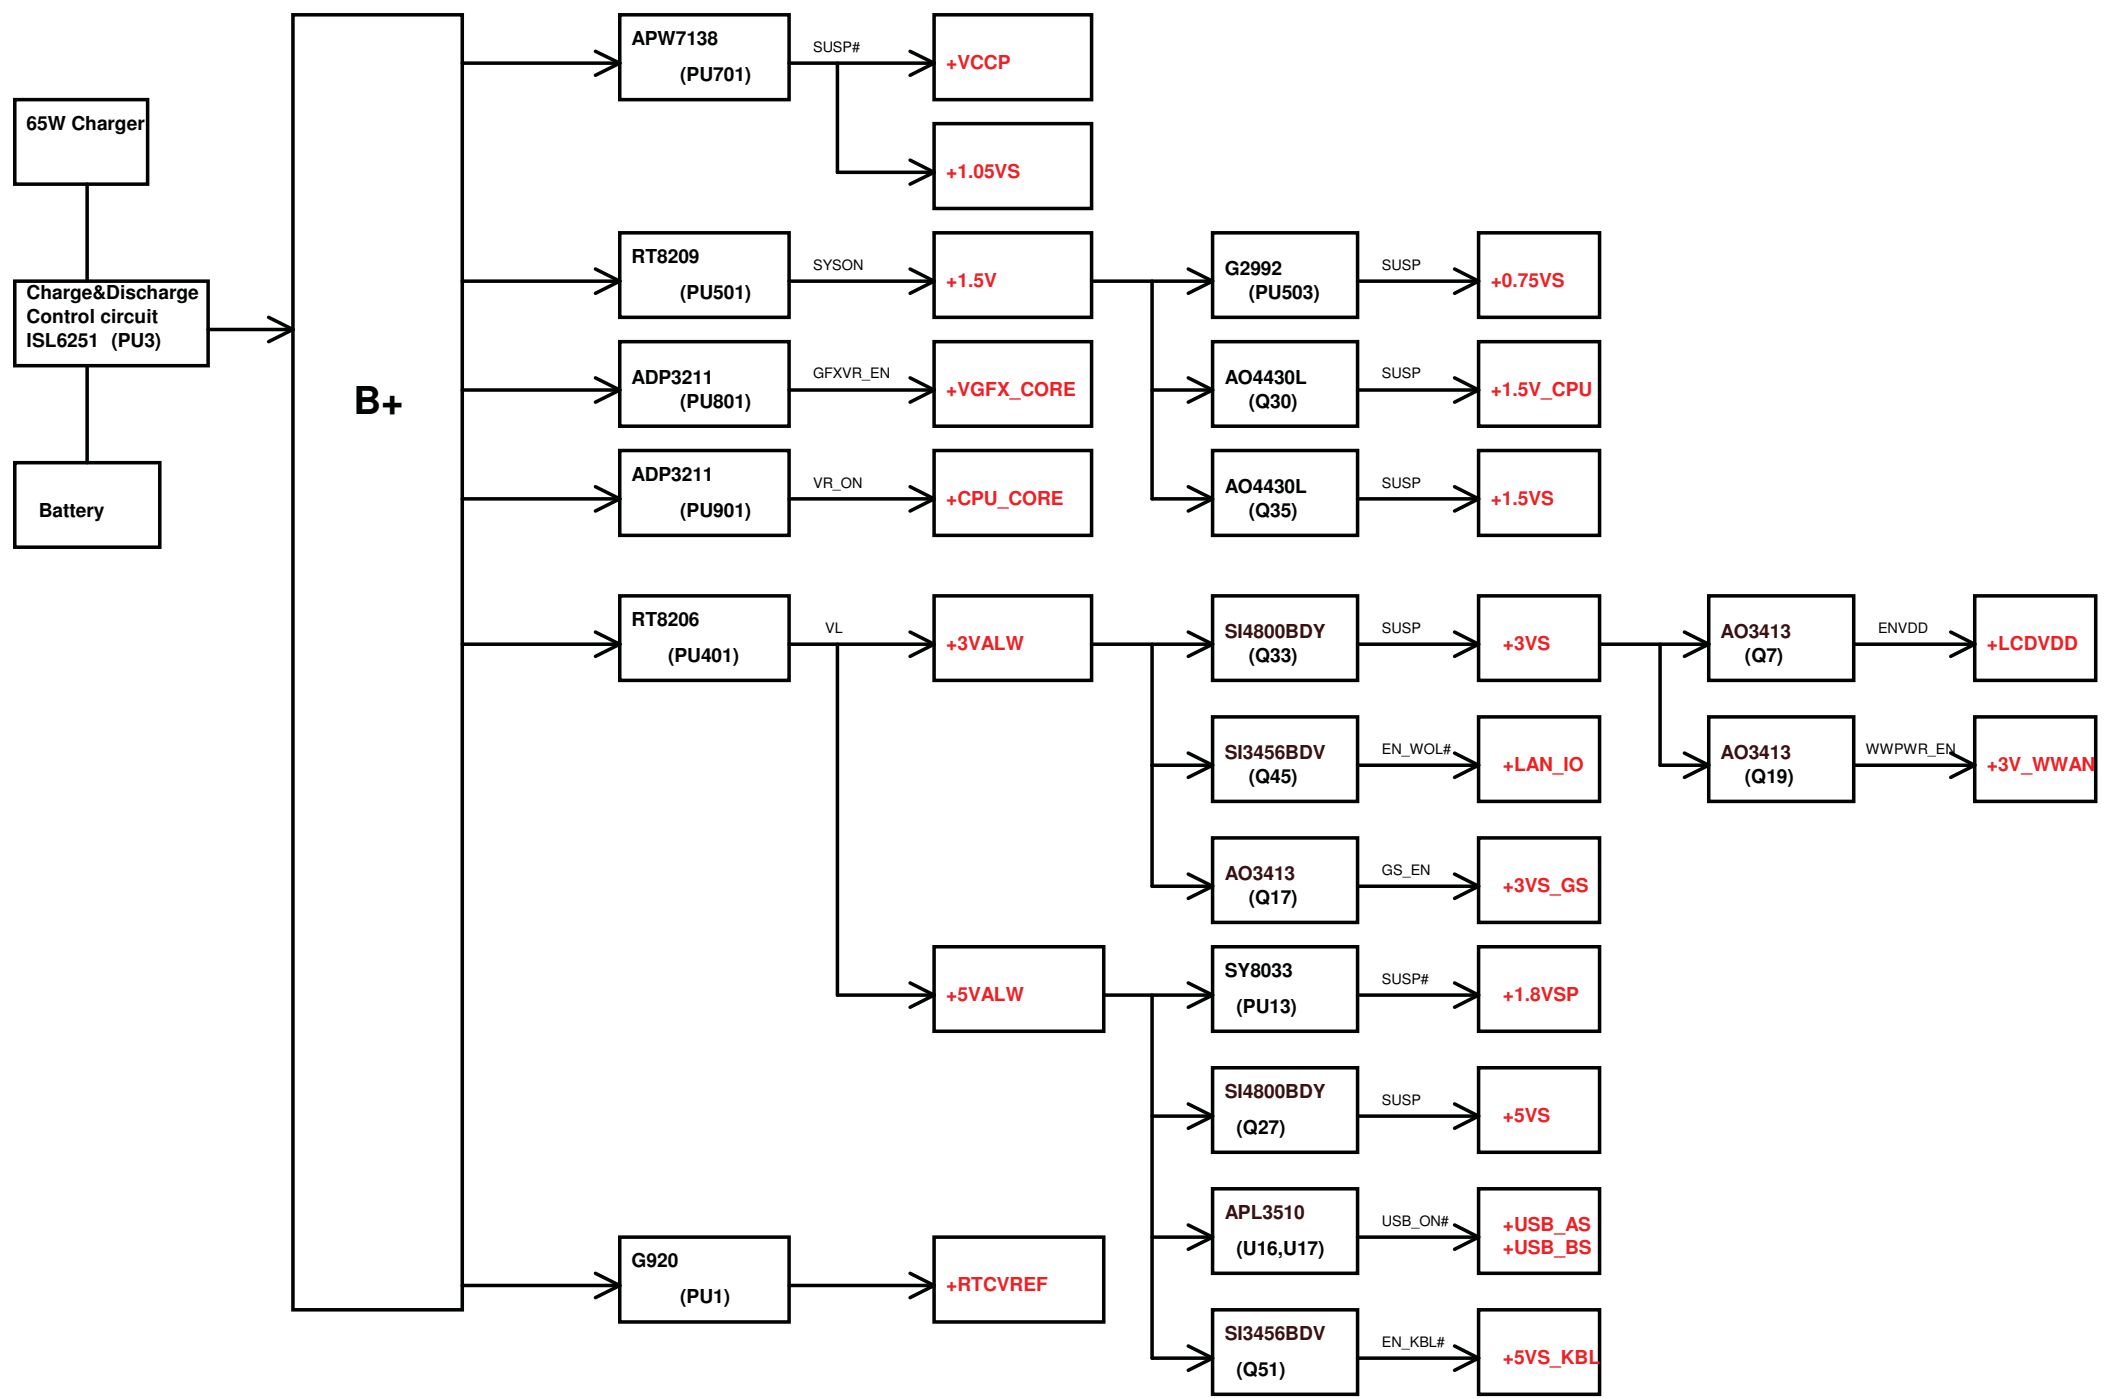 65W Charger
Charge&Discharge
Control circuit
ISL6251 (PU3)
Battery
B+
APW7138
(PU701)
SUSP#
+VCCP
+1.05VS
RT8209
(PU501)
SYSON
+1.5V
G2992
(PU503)
SUSP
+0.75VS
ADP3211
(PU801)
GFXVR_EN
+VGFX_CORE
AO4430L
(Q30)
SUSP
+1.5V_CPU
ADP3211
(PU901)
VR_ON
+CPU_CORE
AO4430L
(Q35)
SUSP
+1.5VS
RT8206
(PU401)
VL
+3VALW
SI4800BDY
(Q33)
SUSP
+3VS
AO3413
(Q7)
ENVDD
+LCDVDD
SI3456BDV
(Q45)
EN_WOL#
+LAN_IO
AO3413
(Q19)
WWPWR_EN
+3V_WWAN
AO3413
(Q17)
GS_EN
+3VS_GS
+5VALW
SY8033
(PU13)
SUSP#
+1.8VSP
SI4800BDY
(Q27)
SUSP
+5VS
APL3510
(U16,U17)
USB_ON#
+USB_AS
+USB_BS
G920
(PU1)
+RTCVREF
SI3456BDV
(Q51)
EN_KBL#
+5VS_KBL